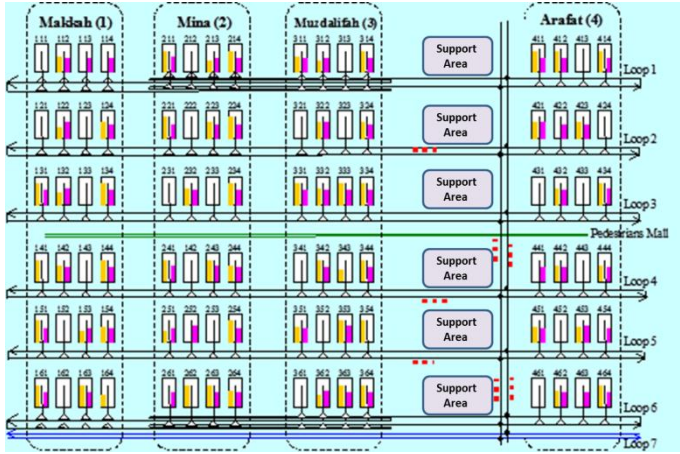 Makkah (1) Mina (2) Muzdalifah (3) Arafat (4)
111 112 113 114 211 212 213 214 311 312 313 314 Support Area 411 412 413 414
Loop 1
121 122 123 124 221 222 223 224 321 322 323 324 Support Area 421 422 423 424
Loop 2
131 132 133 134 231 232 233 234 331 332 333 334 Support Area 431 432 433 434
Loop 3
Pedestrians Mall
141 142 143 144 241 142 243 244 341 342 343 344 Support Area 441 442 443 444
Loop 4
151 152 153 154 251 252 253 254 351 352 353 354 Support Area 451 452 453 454
Loop 5
161 162 163 164 261 262 263 264 361 362 363 364 Support Area 461 462 463 464
Loop 6
Loop 7